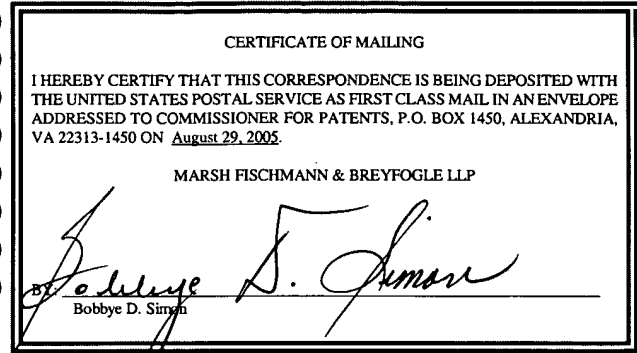 CERTIFICATE OF MAILING
I HEREBY CERTIFY THAT THIS CORRESPONDENCE IS BEING DEPOSITED WITH
THE UNITED STATES POSTAL SERVICE AS FIRST CLASS MAIL IN AN ENVELOPE
ADDRESSED TO COMMISSIONER FOR PATENTS, P.O. BOX 1450, ALEXANDRIA,
VA 22313-1450 ON August 29, 2005.
MARSH FISCHMANN & BREYFOGLE LLP
BY: Bobbye D. Simon
Bobbye D. Simon